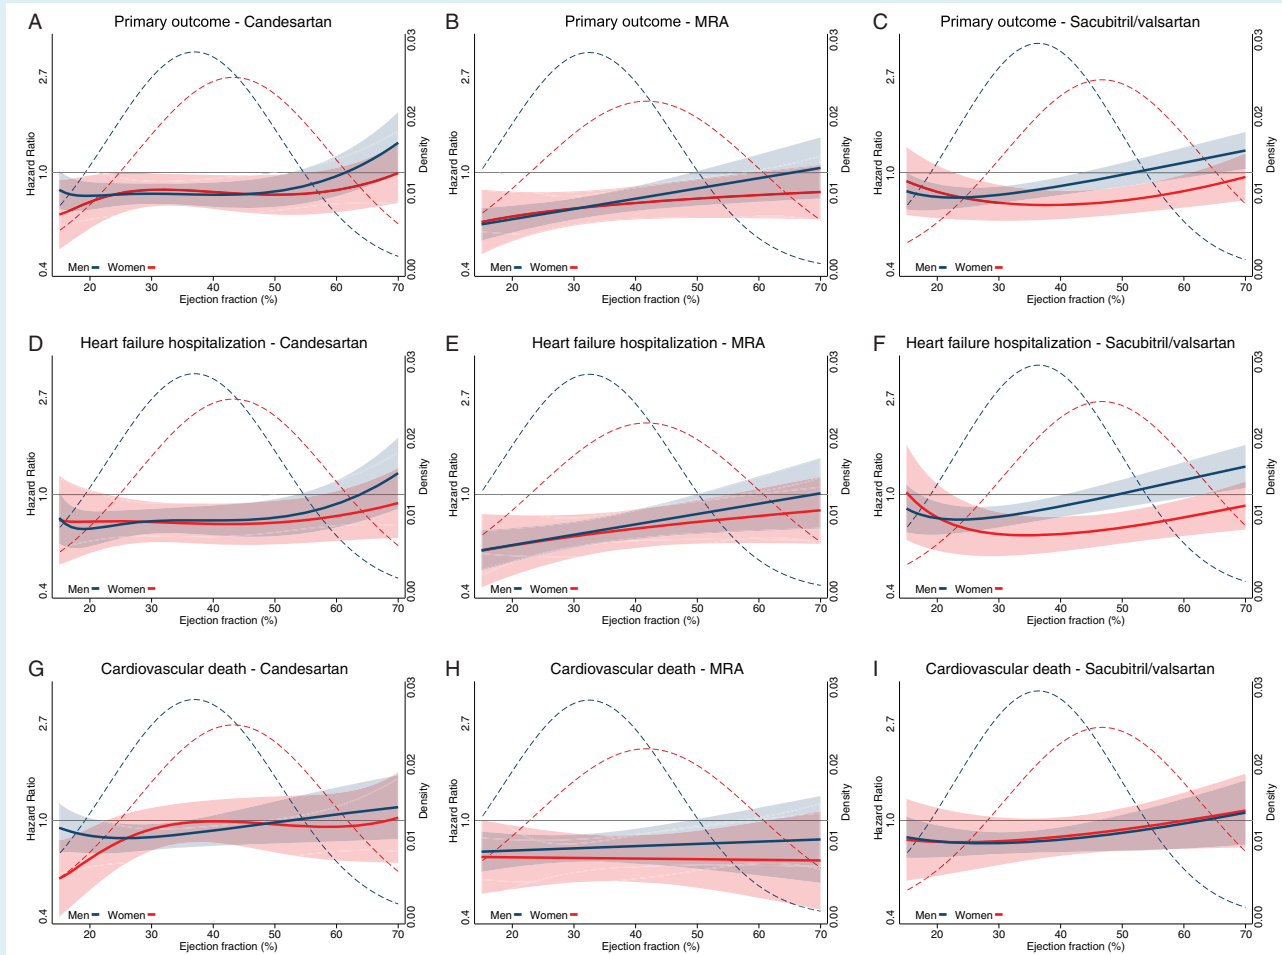 A Primary outcome - Candesartan
Hazard Ratio
0.4 1.0 2.7
Density
0.00 0.01 0.02 0.03
Men Women
20 30 40 50 60 70
Ejection fraction (%)
B Primary outcome - MRA
Hazard Ratio
0.4 1.0 2.7
Density
0.00 0.01 0.02 0.03
Men Women
20 30 40 50 60 70
Ejection fraction (%)
C Primary outcome - Sacubitril/valsartan
Hazard Ratio
0.4 1.0 2.7
Density
0.00 0.01 0.02 0.03
Men Women
20 30 40 50 60 70
Ejection fraction (%)
D Heart failure hospitalization - Candesartan
Hazard Ratio
0.4 1.0 2.7
Density
0.00 0.01 0.02 0.03
Men Women
20 30 40 50 60 70
Ejection fraction (%)
E Heart failure hospitalization - MRA
Hazard Ratio
0.4 1.0 2.7
Density
0.00 0.01 0.02 0.03
Men Women
20 30 40 50 60 70
Ejection fraction (%)
F Heart failure hospitalization - Sacubitril/valsartan
Hazard Ratio
0.4 1.0 2.7
Density
0.00 0.01 0.02 0.03
Men Women
20 30 40 50 60 70
Ejection fraction (%)
G Cardiovascular death - Candesartan
Hazard Ratio
0.4 1.0 2.7
Density
0.00 0.01 0.02 0.03
Men Women
20 30 40 50 60 70
Ejection fraction (%)
H Cardiovascular death - MRA
Hazard Ratio
0.4 1.0 2.7
Density
0.00 0.01 0.02 0.03
Men Women
20 30 40 50 60 70
Ejection fraction (%)
I Cardiovascular death - Sacubitril/valsartan
Hazard Ratio
0.4 1.0 2.7
Density
0.00 0.01 0.02 0.03
Men Women
20 30 40 50 60 70
Ejection fraction (%)